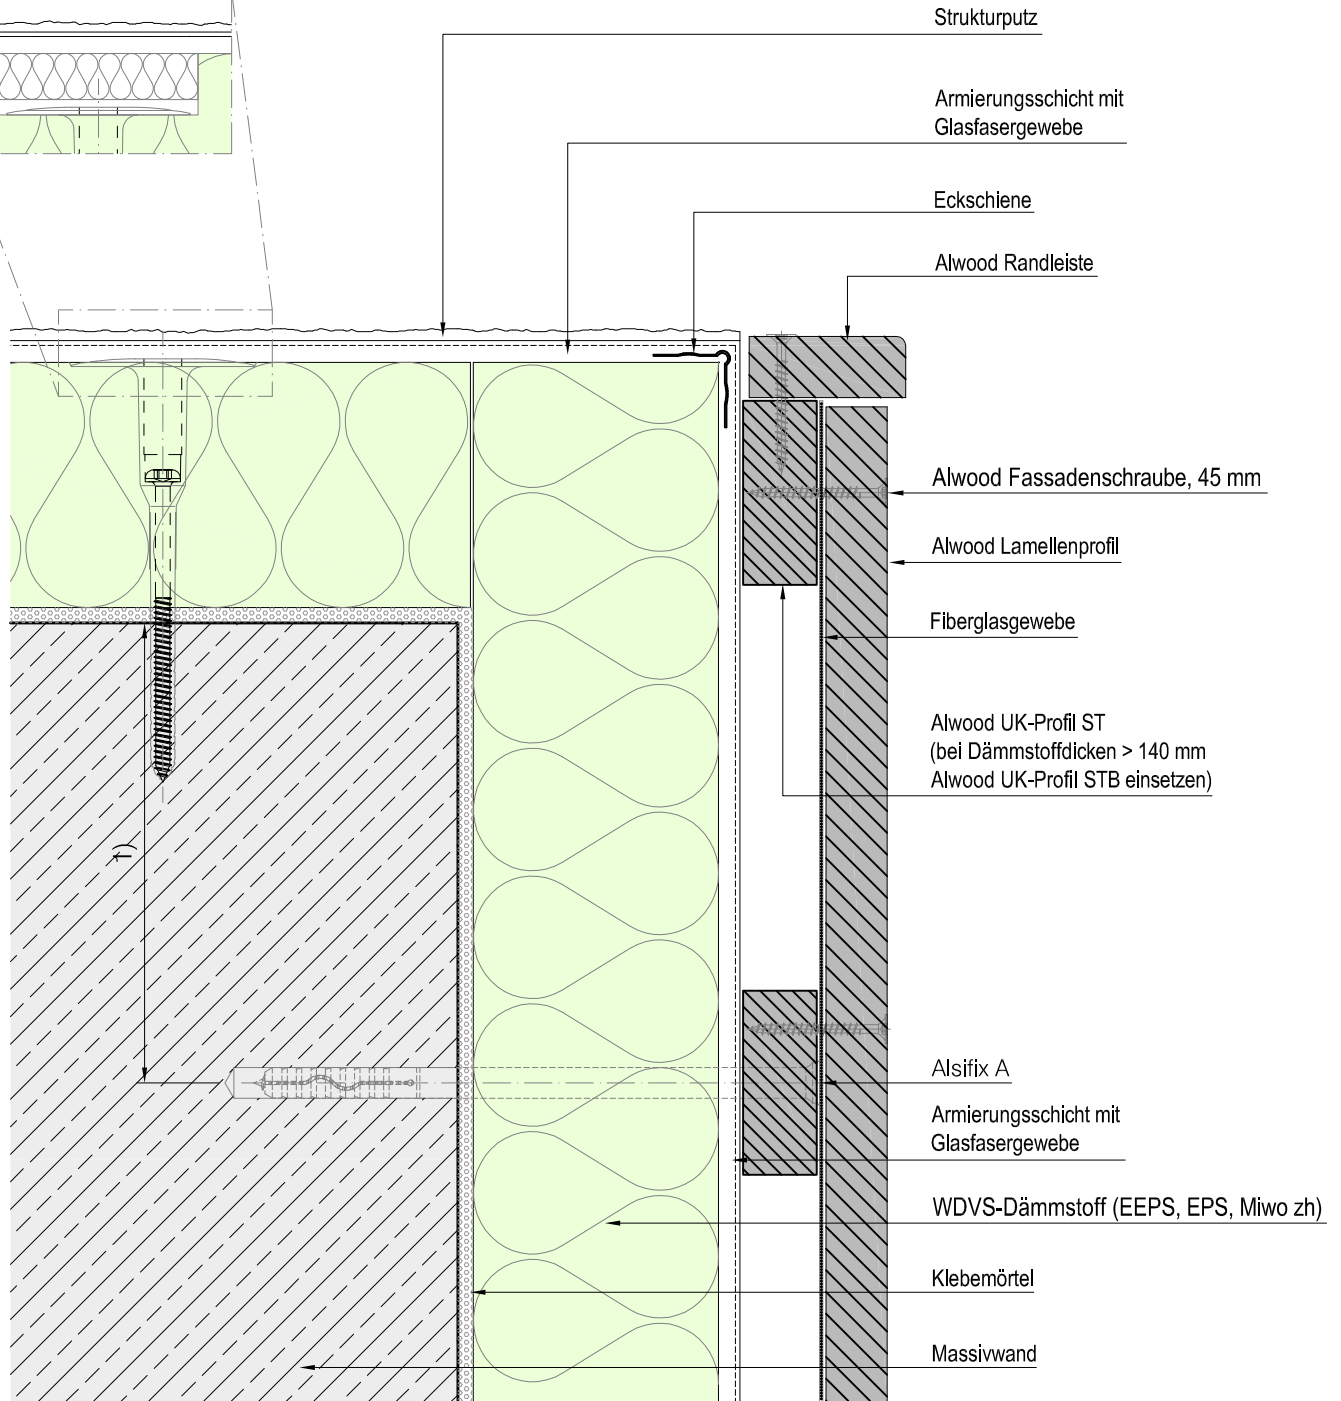 Strukturputz
Armierungsschicht mit
Glasfasergewebe
Eckschiene
Alwood Randleiste
Alwood Fassadenschraube, 45 mm
Alwood Lamellenprofil
Fiberglasgewebe
Alwood UK-Profil ST
(bei Dämmstoffdicken > 140 mm
Alwood UK-Profil STB einsetzen)
1)
Alsifix A
Armierungsschicht mit
Glasfasergewebe
WDVS-Dämmstoff (EEPS, EPS, Miwo zh)
Klebemörtel
Massivwand